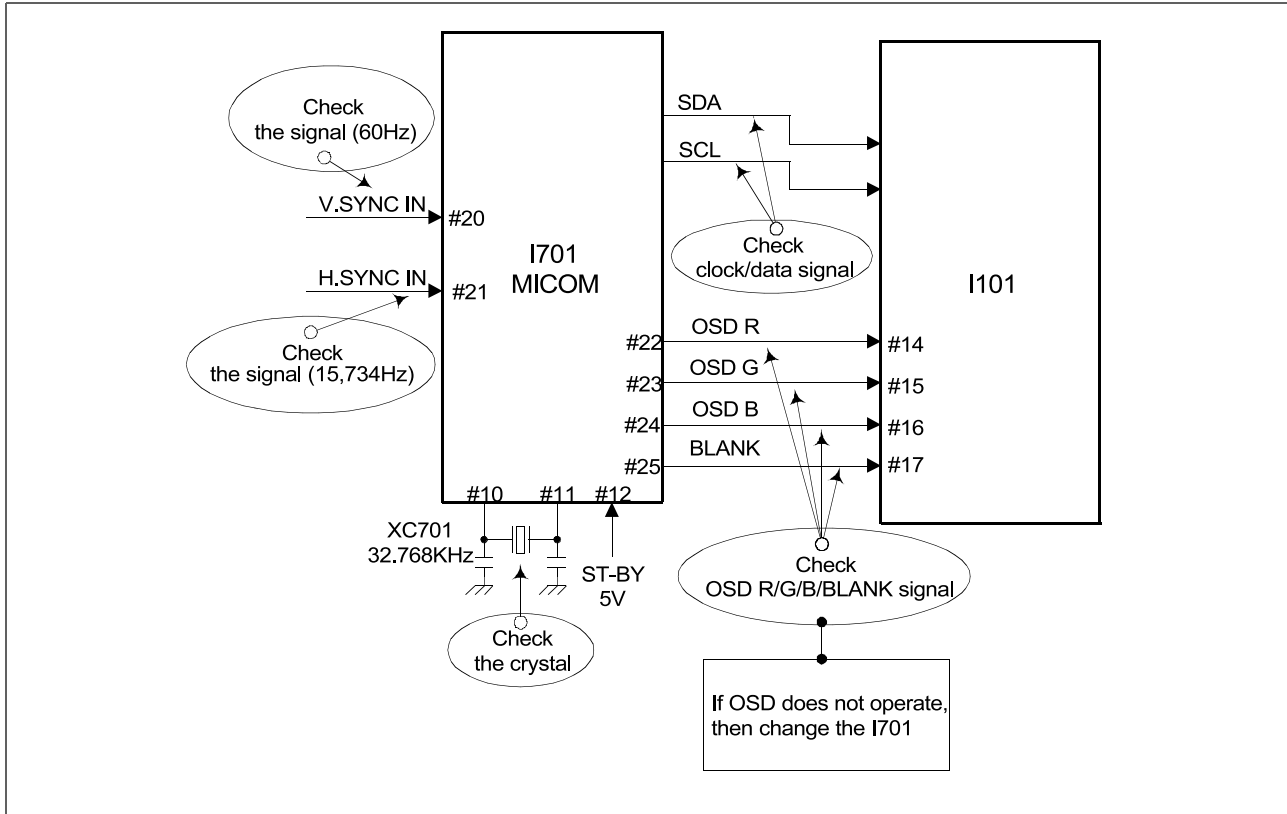 Check
the signal (60Hz)
V.SYNC IN
#20
H.SYNC IN
#21
Check
the signal (15,734Hz)
I701
MICOM
SDA
SCL
Check
clock/data signal
I101
#22
OSD R
#14
#23
OSD G
#15
#24
OSD B
#16
#25
BLANK
#17
#10
#11
#12
XC701
32.768KHz
ST-BY
5V
Check
the crystal
Check
OSD R/G/B/BLANK signal
If OSD does not operate,
then change the I701